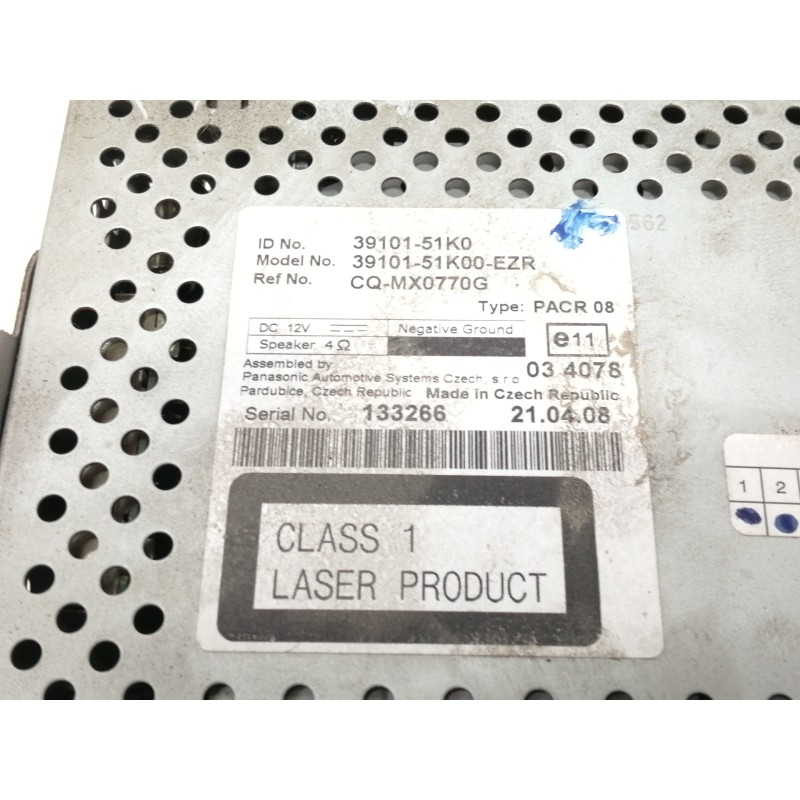 562
ID No. 39101-51K0
Model No. 39101-51K00-EZR
Ref No. CQ-MX0770G
Type: PACR 08
DC 12V Negative Ground
Speaker 4Ω
e11
Assembled by 03 4078
Panasonic Automotive Systems Czech, s.r.o
Pardubice, Czech Republic Made in Czech Republic
Serial No. 133266 21.04.08
1 2
CLASS 1
LASER PRODUCT